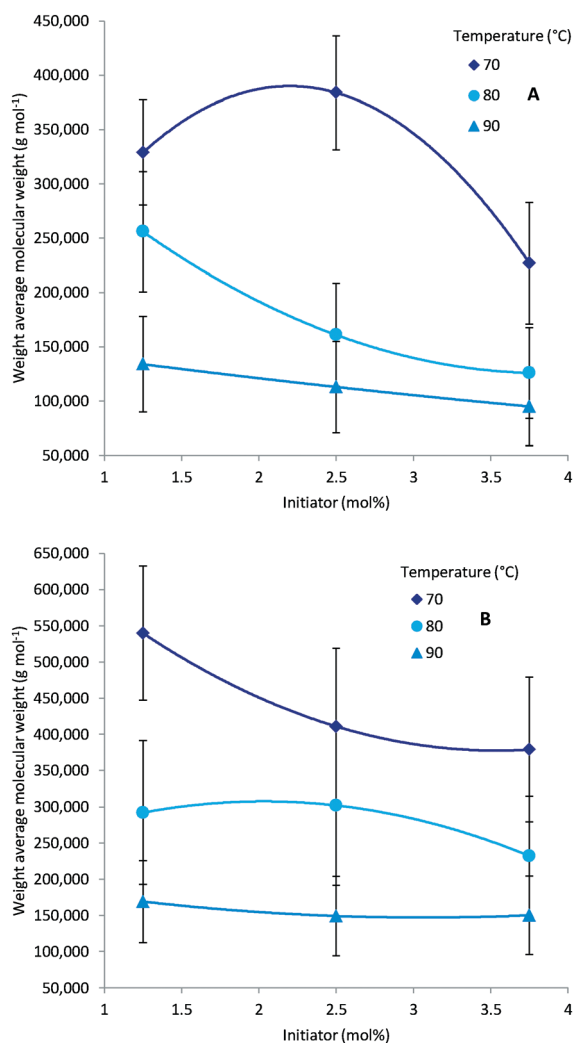 450,000
400,000
350,000
300,000
250,000
200,000
150,000
100,000
50,000
Weight average molecular weight (g mol⁻¹)
Temperature (°C)
70
80
90
A
1 1.5 2 2.5 3 3.5 4
Initiator (mol%)
650,000
600,000
550,000
500,000
450,000
400,000
350,000
300,000
250,000
200,000
150,000
100,000
50,000
Weight average molecular weight (g mol⁻¹)
Temperature (°C)
70
80
90
B
1 1.5 2 2.5 3 3.5 4
Initiator (mol%)